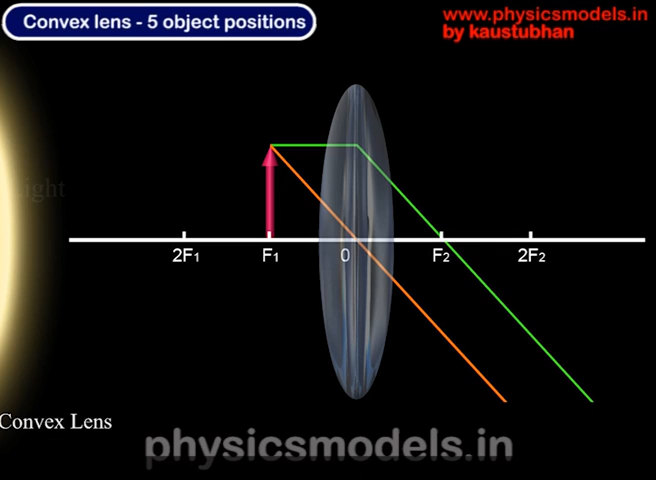 Convex lens - 5 object positions
www.physicsmodels.in
by kaustubhan
ight
2F1 F1 0 F2 2F2
Convex Lens
physicsmodels.in